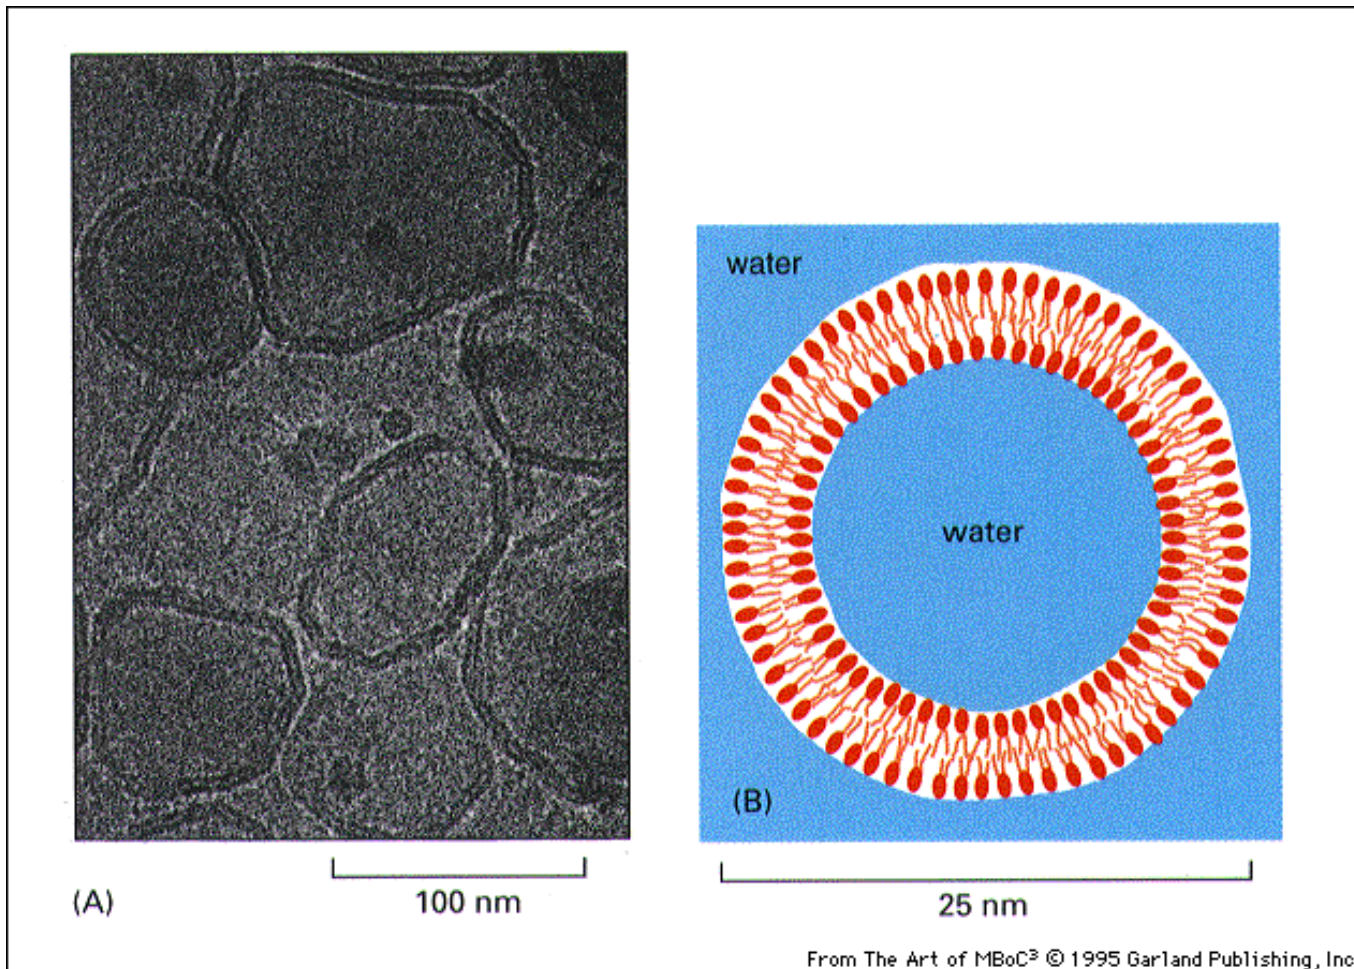 (A)
100 nm
water
water
(B)
25 nm
From The Art of MBoC³ © 1995 Garland Publishing, Inc